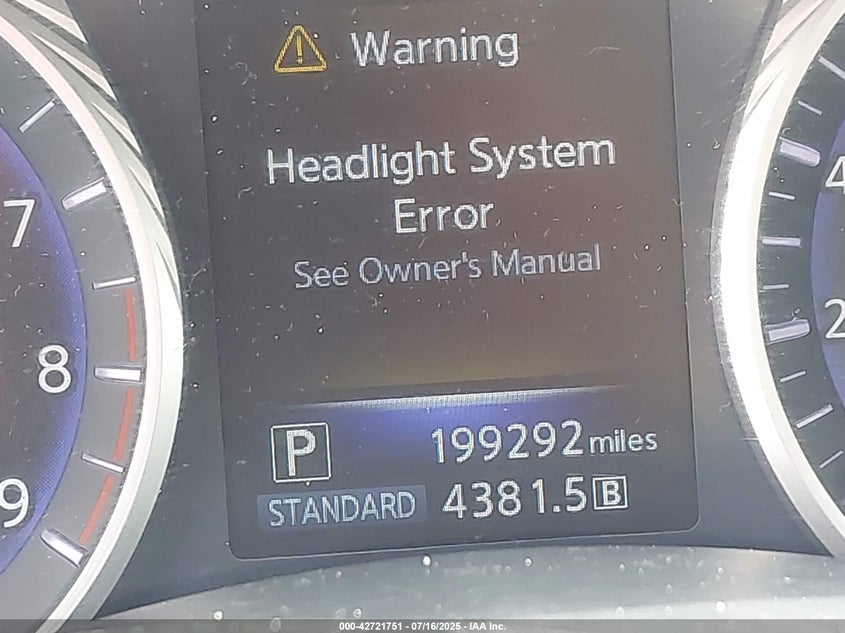 Warning
Headlight System
Error
See Owner's Manual
P 199292 miles
STANDARD 4381.5 B
7
8
9
4
2
000-42721751 - 07/16/2025 - IAA Inc.